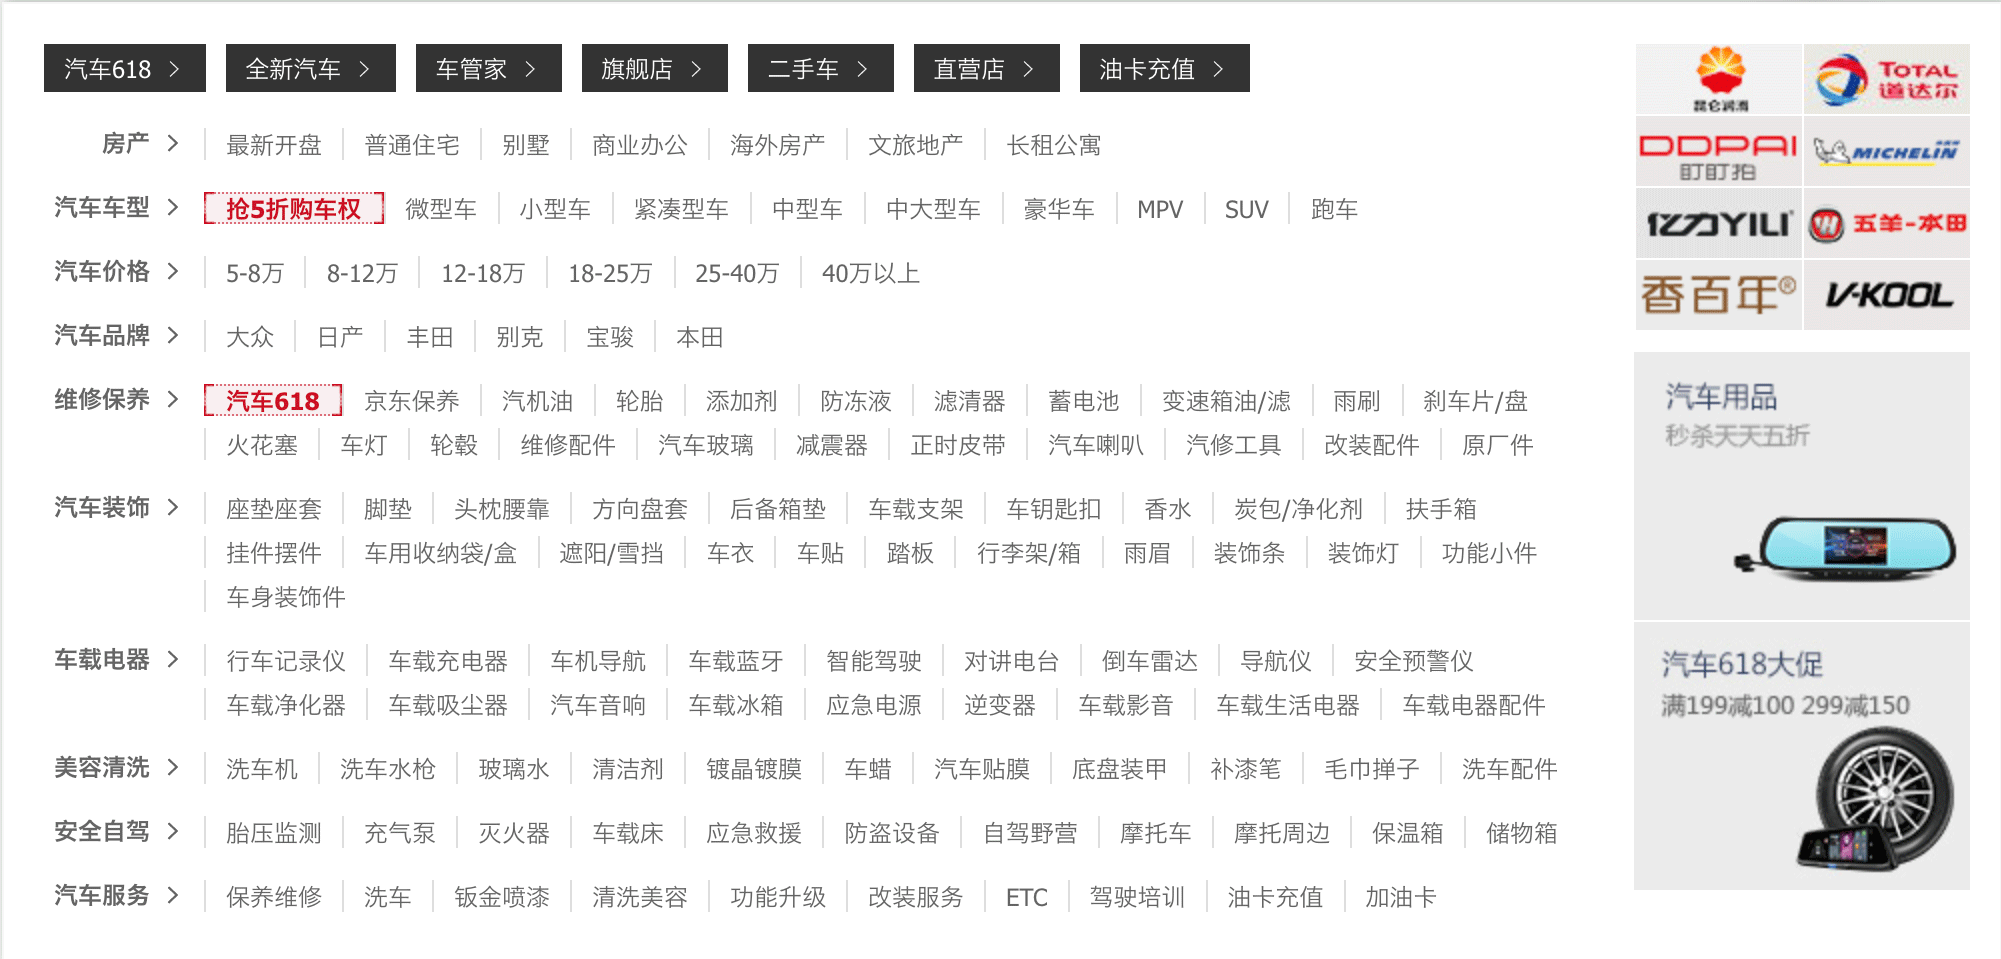 汽车618 > 全新汽车 > 车管家 > 旗舰店 > 二手车 > 直营店 > 油卡充值 >
房产 > 最新开盘 普通住宅 别墅 商业办公 海外房产 文旅地产 长租公寓
汽车车型 > 抢5折购车权 微型车 小型车 紧凑型车 中型车 中大型车 豪华车 MPV SUV 跑车
汽车价格 > 5-8万 8-12万 12-18万 18-25万 25-40万 40万以上
汽车品牌 > 大众 日产 丰田 别克 宝骏 本田
维修保养 > 汽车618 京东保养 汽机油 轮胎 添加剂 防冻液 滤清器 蓄电池 变速箱油/滤 雨刷 刹车片/盘
火花塞 车灯 轮毂 维修配件 汽车玻璃 减震器 正时皮带 汽车喇叭 汽修工具 改装配件 原厂件
汽车装饰 > 座垫座套 脚垫 头枕腰靠 方向盘套 后备箱垫 车载支架 车钥匙扣 香水 炭包/净化剂 扶手箱
挂件摆件 车用收纳袋/盒 遮阳/雪挡 车衣 车贴 踏板 行李架/箱 雨眉 装饰条 装饰灯 功能小件
车身装饰件
车载电器 > 行车记录仪 车载充电器 车机导航 车载蓝牙 智能驾驶 对讲电台 倒车雷达 导航仪 安全预警仪
车载净化器 车载吸尘器 汽车音响 车载冰箱 应急电源 逆变器 车载影音 车载生活电器 车载电器配件
美容清洗 > 洗车机 洗车水枪 玻璃水 清洁剂 镀晶镀膜 车蜡 汽车贴膜 底盘装甲 补漆笔 毛巾掸子 洗车配件
安全自驾 > 胎压监测 充气泵 灭火器 车载床 应急救援 防盗设备 自驾野营 摩托车 摩托周边 保温箱 储物箱
汽车服务 > 保养维修 洗车 钣金喷漆 清洗美容 功能升级 改装服务 ETC 驾驶培训 油卡充值 加油卡
昆仑润滑
TOTAL
道达尔
DDPAI
盯盯拍
MICHELIN
亿力YILI
五羊-本田
香百年®
V-KOOL
汽车用品
秒杀天天五折
汽车618大促
满199减100 299减150